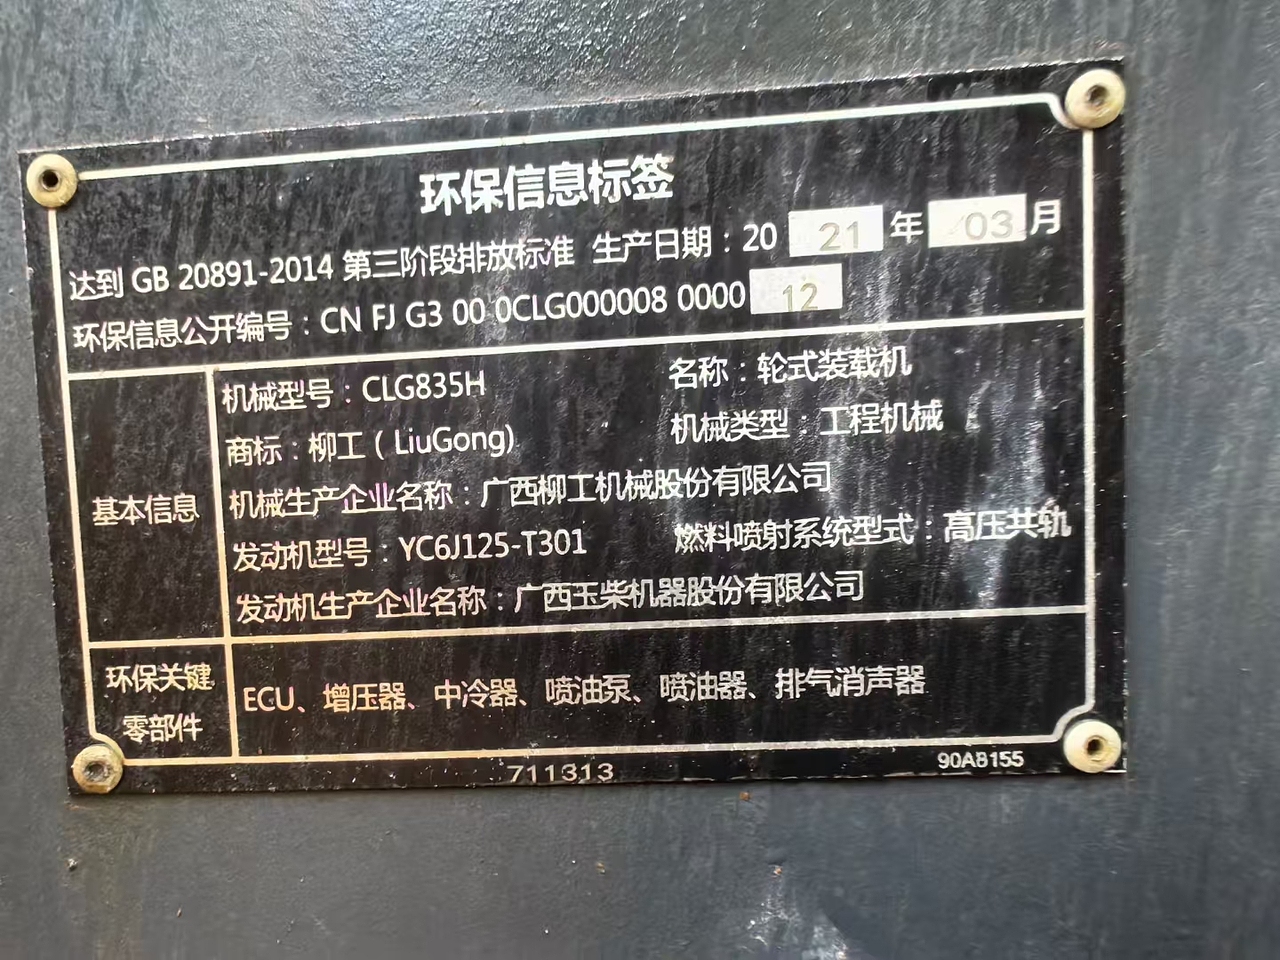 环保信息标签
达到 GB 20891-2014 第三阶段排放标准 生产日期：20 21 年 03 月
环保信息公开编号：CN FJ G3 00 0CLG000008 0000 12
基本信息
机械型号：CLG835H 名称：轮式装载机
商标：柳工（LiuGong) 机械类型：工程机械
机械生产企业名称：广西柳工机械股份有限公司
发动机型号：YC6J125-T301 燃料喷射系统型式：高压共轨
发动机生产企业名称：广西玉柴机器股份有限公司
环保关键
零部件
ECU、增压器、中冷器、喷油泵、喷油器、排气消声器
711313 90A8155